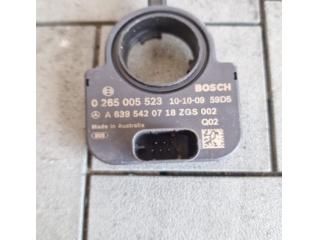 BOSCH
0 265 005 523 10-10-09 59D5
A 639 542 07 18 ZGS 002
Made in Australia Q02